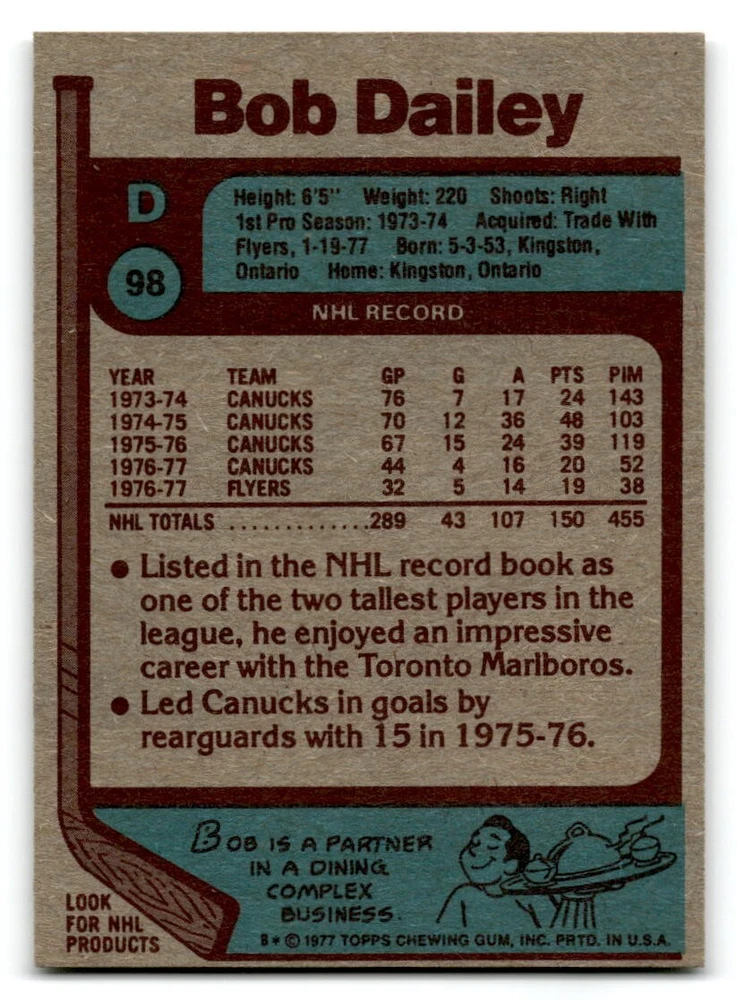 Bob Dailey
D
98
Height: 6'5" Weight: 220 Shoots: Right
1st Pro Season: 1973-74 Acquired: Trade With
Flyers, 1-19-77 Born: 5-3-53, Kingston,
Ontario Home: Kingston, Ontario
NHL RECORD
YEAR TEAM GP G A PTS PIM
1973-74 CANUCKS 76 7 17 24 143
1974-75 CANUCKS 70 12 36 48 103
1975-76 CANUCKS 67 15 24 39 119
1976-77 CANUCKS 44 4 16 20 52
1976-77 FLYERS 32 5 14 19 38
NHL TOTALS .............289 43 107 150 455
• Listed in the NHL record book as
one of the two tallest players in the
league, he enjoyed an impressive
career with the Toronto Marlboros.
• Led Canucks in goals by
rearguards with 15 in 1975-76.
BOB IS A PARTNER
IN A DINING
COMPLEX
BUSINESS.
LOOK
FOR NHL
PRODUCTS
B * © 1977 TOPPS CHEWING GUM, INC. PRTD. IN U.S.A.